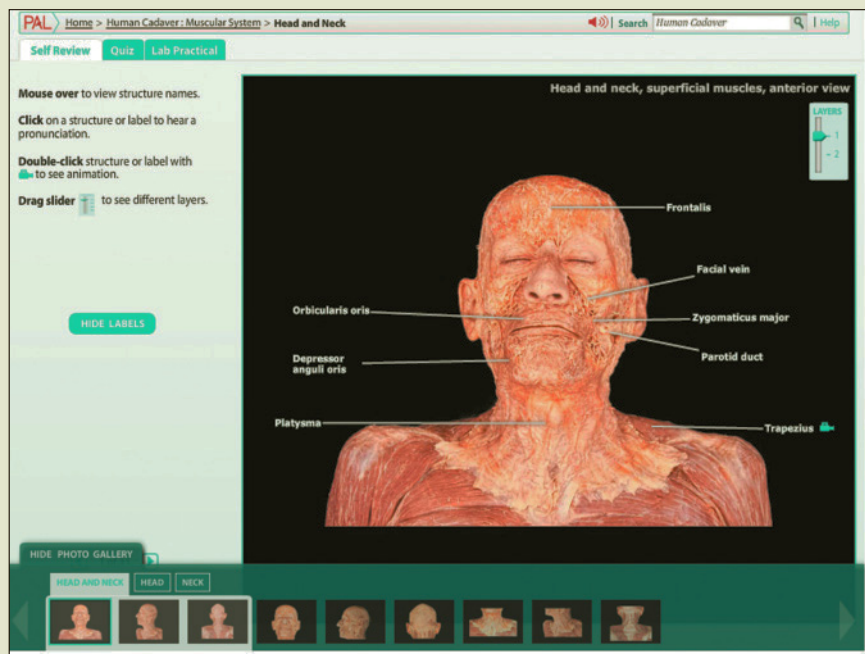 PAL Home > Human Cadaver : Muscular System > Head and Neck Search Human Cadaver Help
Self Review Quiz Lab Practical
Mouse over to view structure names.
Click on a structure or label to hear a
pronunciation.
Double-click structure or label with
to see animation.
Drag slider to see different layers.
HIDE LABELS
Head and neck, superficial muscles, anterior view
LAYERS
1
2
Frontalis
Facial vein
Orbicularis oris
Zygomaticus major
Depressor
anguli oris
Parotid duct
Platysma
Trapezius
HIDE PHOTO GALLERY
HEAD AND NECK HEAD NECK